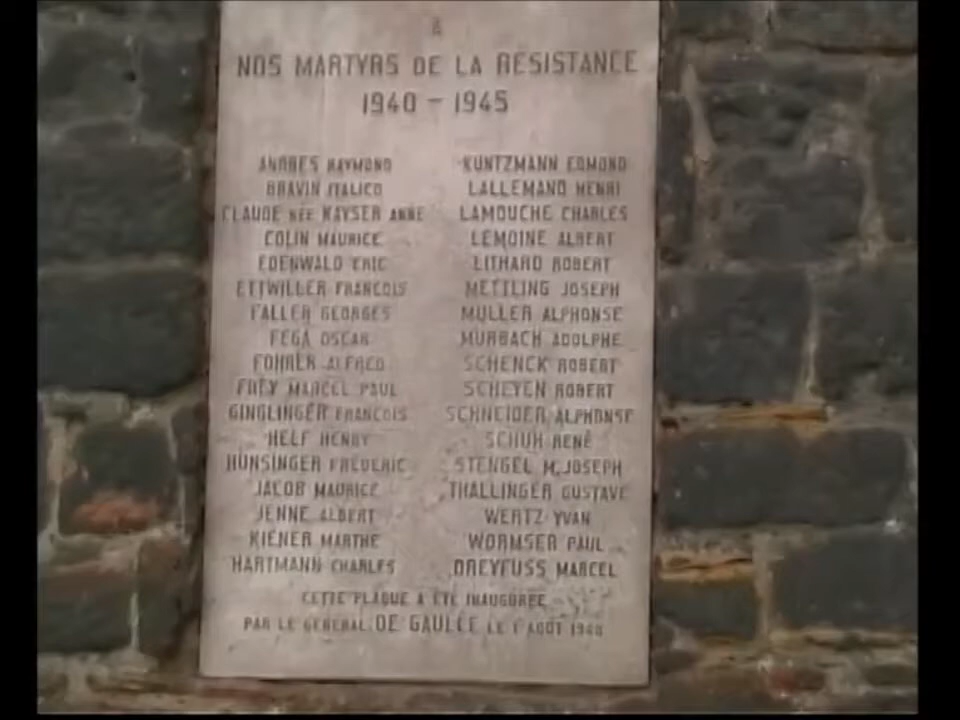 A
NOS MARTYRS DE LA RESISTANCE
1940 - 1945
ANDRES RAYMOND
BRAVIN ITALICO
CLAUDE NÉE KAYSER ANNE
COLIN MAURICE
EDENWALD ERIC
ETTWILLER FRANCOIS
FALLER GEORGES
FEGA OSCAR
FOHRER ALFRED
FREY MARCEL PAUL
GINGLINGER FRANCOIS
HELF HENRY
HUNSINGER FREDERIC
JACOB MAURICE
JENNE ALBERT
KIENER MARTHE
HARTMANN CHARLES
KUNTZMANN EDMOND
LALLEMAND HENRI
LAMOUCHE CHARLES
LEMOINE ALBERT
LITHARD ROBERT
METTLING JOSEPH
MULLER ALPHONSE
MURBACH ADOLPHE
SCHENCK ROBERT
SCHEYEN ROBERT
SCHNEIDER ALPHONSE
SCHUH RENÉ
STENGEL M.JOSEPH
THALLINGER GUSTAVE
WERTZ YVAN
WORMSER PAUL
DREYFUSS MARCEL
CETTE PLAQUE A ETE INAUGUREE
PAR LE GENERAL DE GAULLE LE 1 AOUT